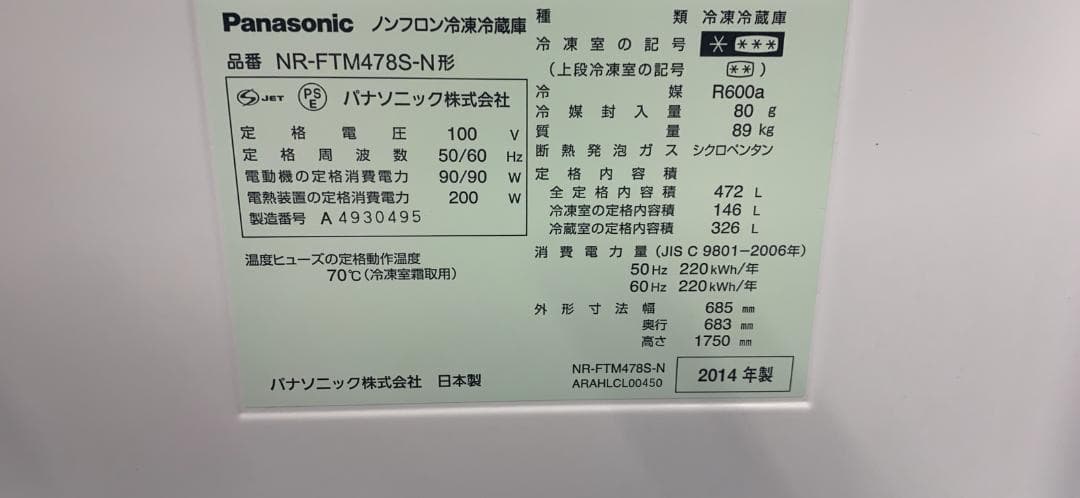 Panasonic ノンフロン冷凍冷蔵庫
品番 NR-FTM478S-N形
S JET PSE パナソニック株式会社
定格電圧 100 V
定格周波数 50/60 Hz
電動機の定格消費電力 90/90 W
電熱装置の定格消費電力 200 W
製造番号 A 4930495
温度ヒューズの定格動作温度
70℃(冷凍室霜取用)
パナソニック株式会社 日本製
種類 冷凍冷蔵庫
冷凍室の記号 * ***
(上段冷凍室の記号 ** )
冷媒 R600a
冷媒封入量 80 g
質量 89 kg
断熱発泡ガス シクロペンタン
定格内容積
全定格内容積 472 L
冷凍室の定格内容積 146 L
冷蔵室の定格内容積 326 L
消費電力量(JIS C 9801-2006年)
50 Hz 220 kWh/年
60 Hz 220 kWh/年
外形寸法 幅 685 mm
奥行 683 mm
高さ 1750 mm
NR-FTM478S-N
ARAHLCL00450
2014 年製